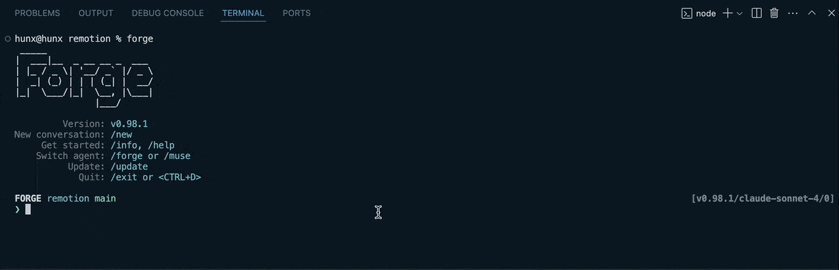 PROBLEMS OUTPUT DEBUG CONSOLE TERMINAL PORTS node
hunx@hunx remotion % forge
Forge
Version: v0.98.1
New conversation: /new
Get started: /info, /help
Switch agent: /forge or /muse
Update: /update
Quit: /exit or <CTRL+D>
FORGE remotion main [v0.98.1/claude-sonnet-4/0]
❯